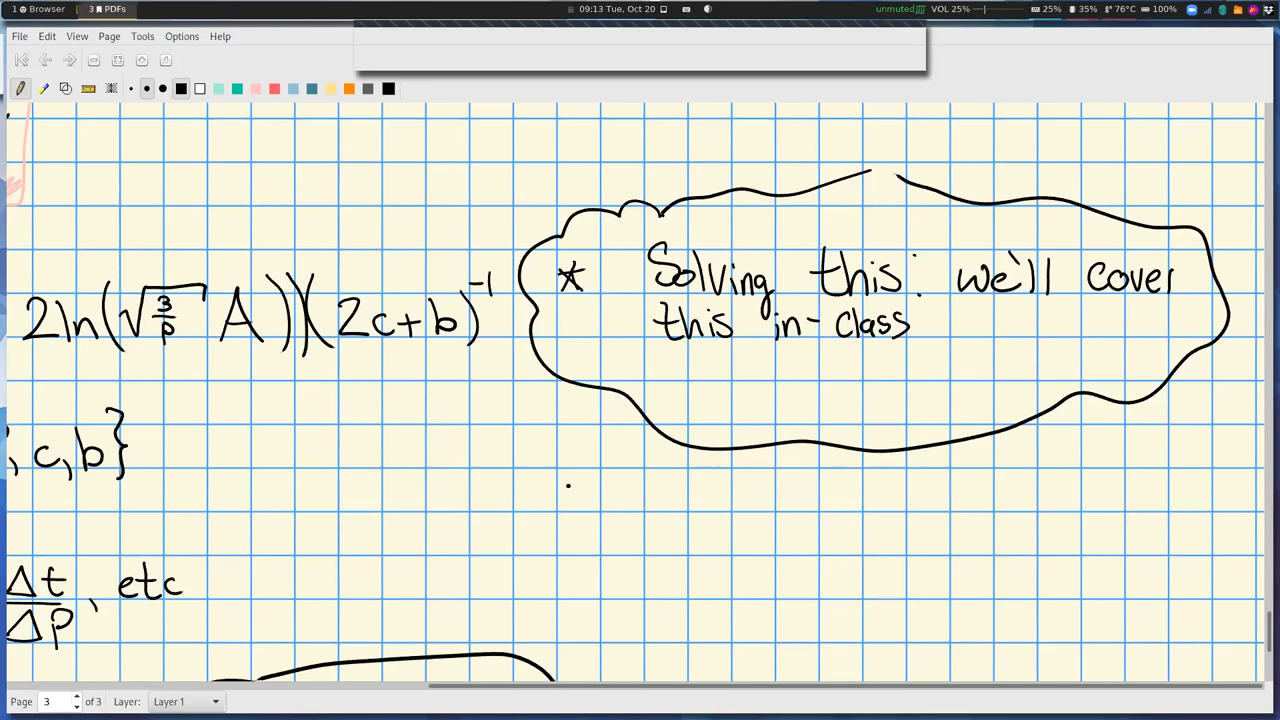 1 Browser 3 PDFs 09:13 Tue, Oct 20 unmuted VOL 25% 25% 35% 76°C 100%
File Edit View Page Tools Options Help
* Solving this: we'll cover
this in-class
2ln(√(3/p) A))(2c+b)^-1
, c,b}
Δt/Δp, etc
Page 3 of 3 Layer: Layer 1